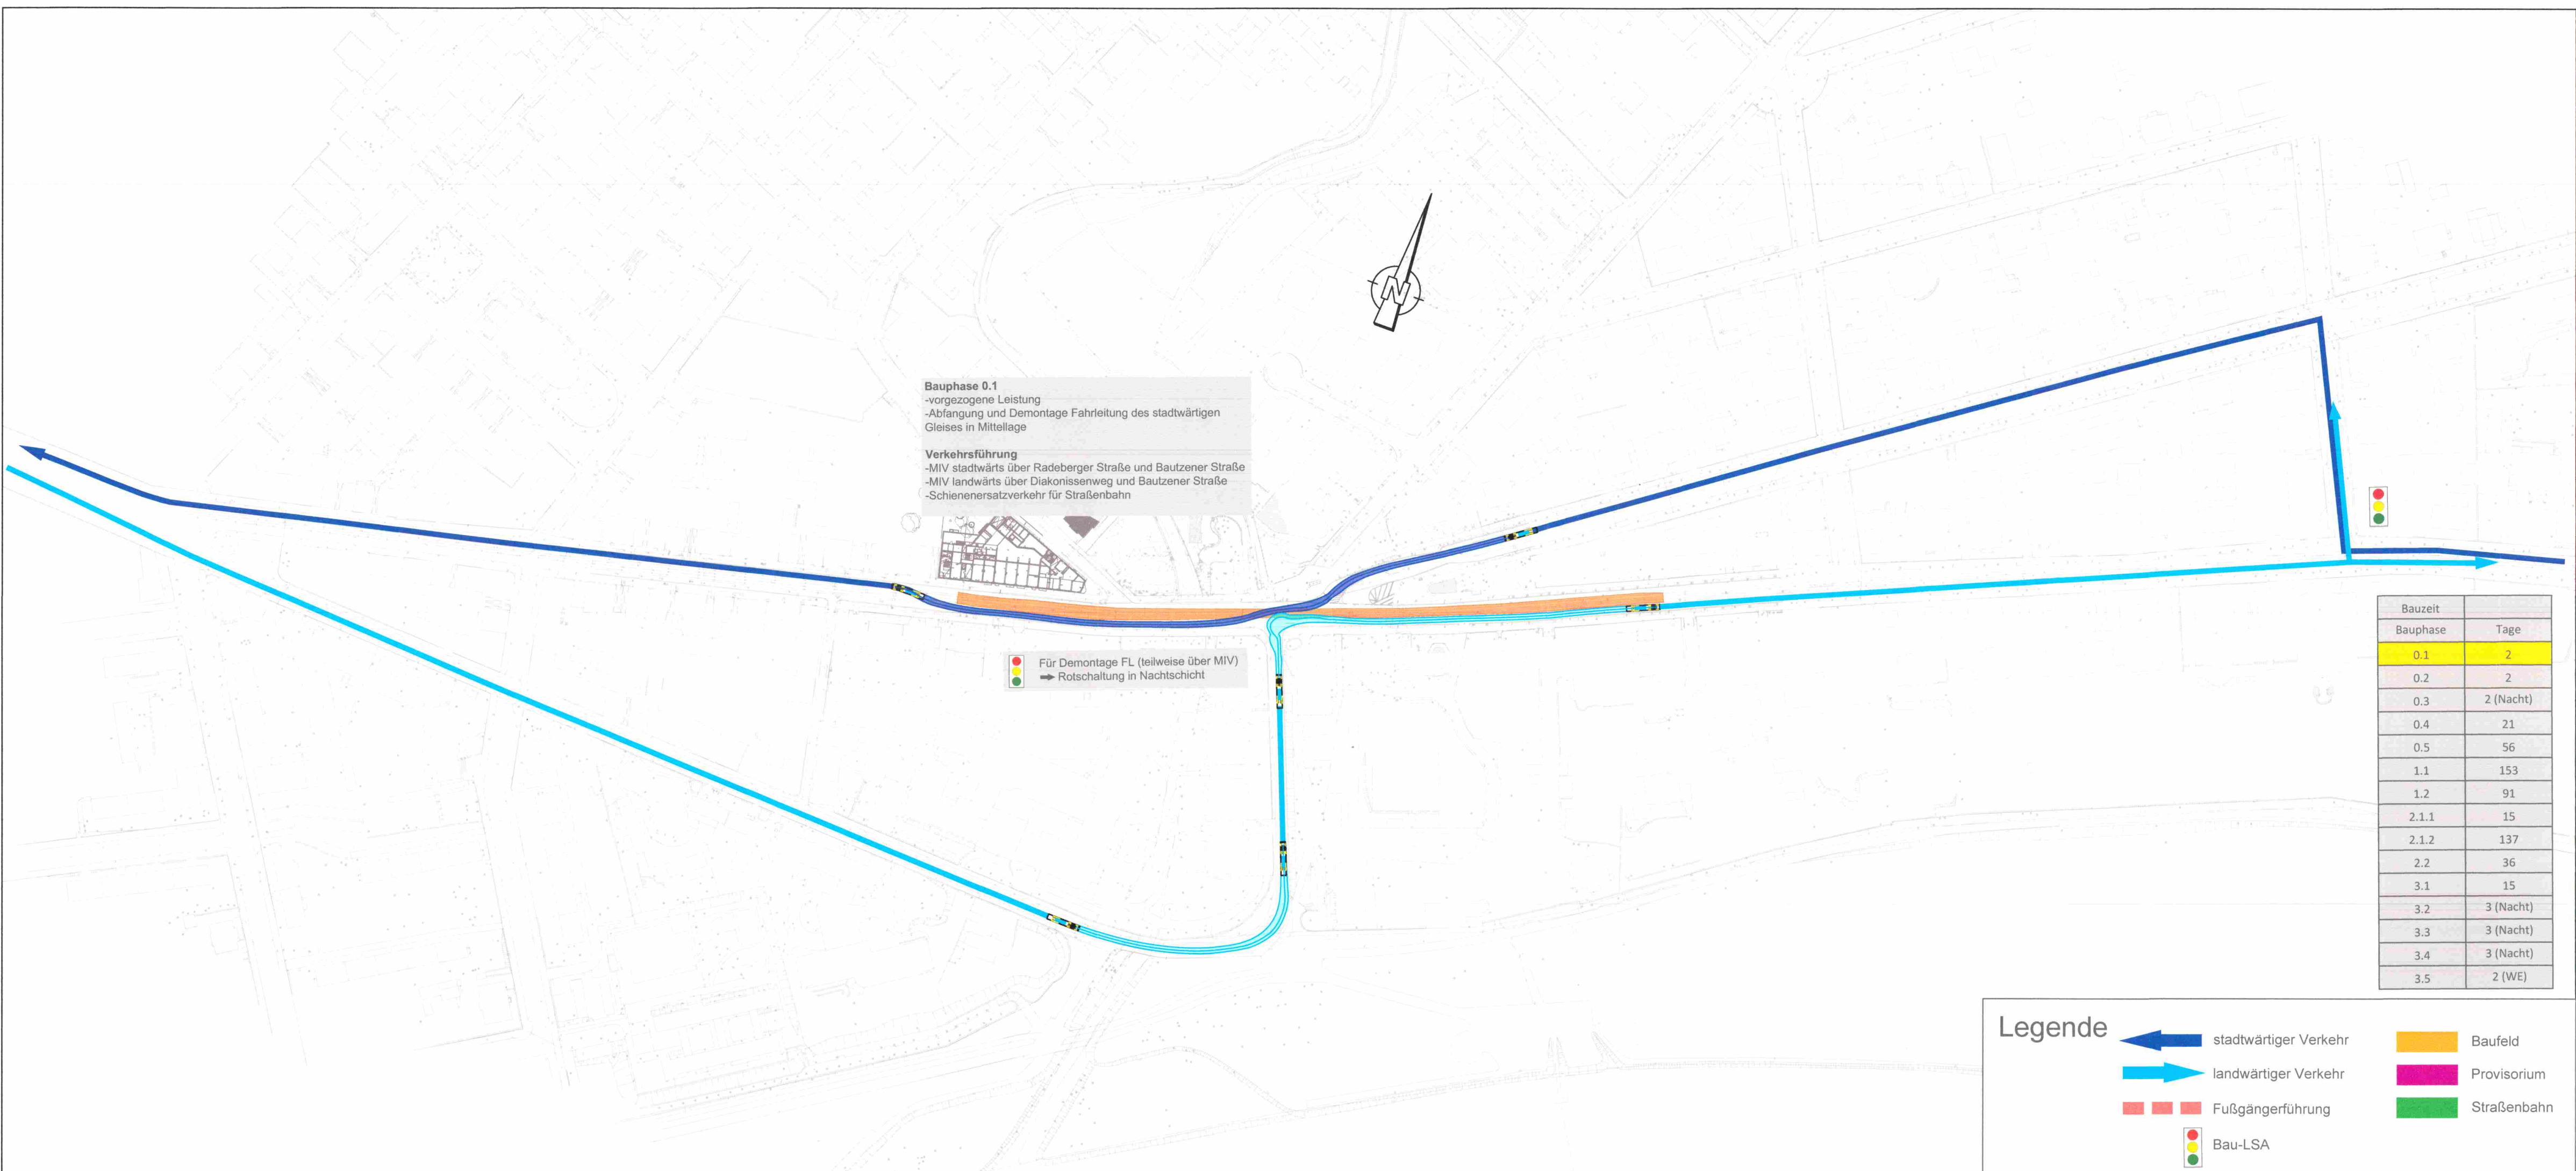 N
Bauphase 0.1
-vorgezogene Leistung
-Abfangung und Demontage Fahrleitung des stadtwärtigen
Gleises in Mittellage
Verkehrsführung
-MIV stadtwärts über Radeberger Straße und Bautzener Straße
-MIV landwärts über Diakonissenweg und Bautzener Straße
-Schienenersatzverkehr für Straßenbahn
Für Demontage FL (teilweise über MIV)
➡ Rotschaltung in Nachtschicht
Bauzeit
Bauphase Tage
0.1 2
0.2 2
0.3 2 (Nacht)
0.4 21
0.5 56
1.1 153
1.2 91
2.1.1 15
2.1.2 137
2.2 36
3.1 15
3.2 3 (Nacht)
3.3 3 (Nacht)
3.4 3 (Nacht)
3.5 2 (WE)
Legende
stadtwärtiger Verkehr
landwärtiger Verkehr
Fußgängerführung
Bau-LSA
Baufeld
Provisorium
Straßenbahn